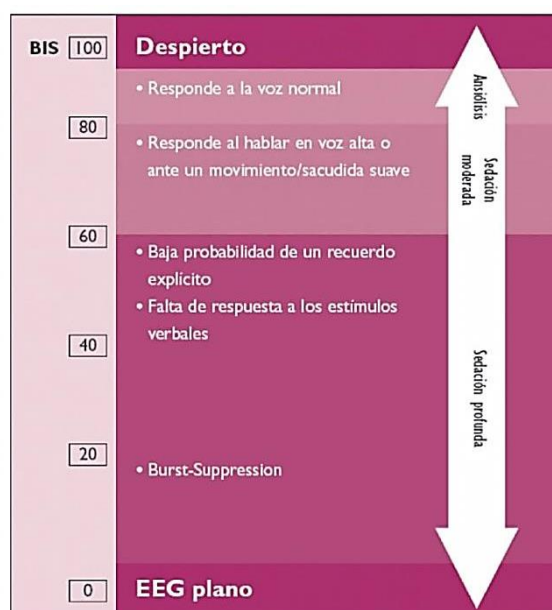 BIS 100 Despierto
• Responde a la voz normal
80
• Responde al hablar en voz alta o
ante un movimiento/sacudida suave
60
• Baja probabilidad de un recuerdo
explícito
• Falta de respuesta a los estímulos
verbales
40
20
• Burst-Suppression
0 EEG plano
Ansiólisis
Sedación
moderada
Sedación profunda